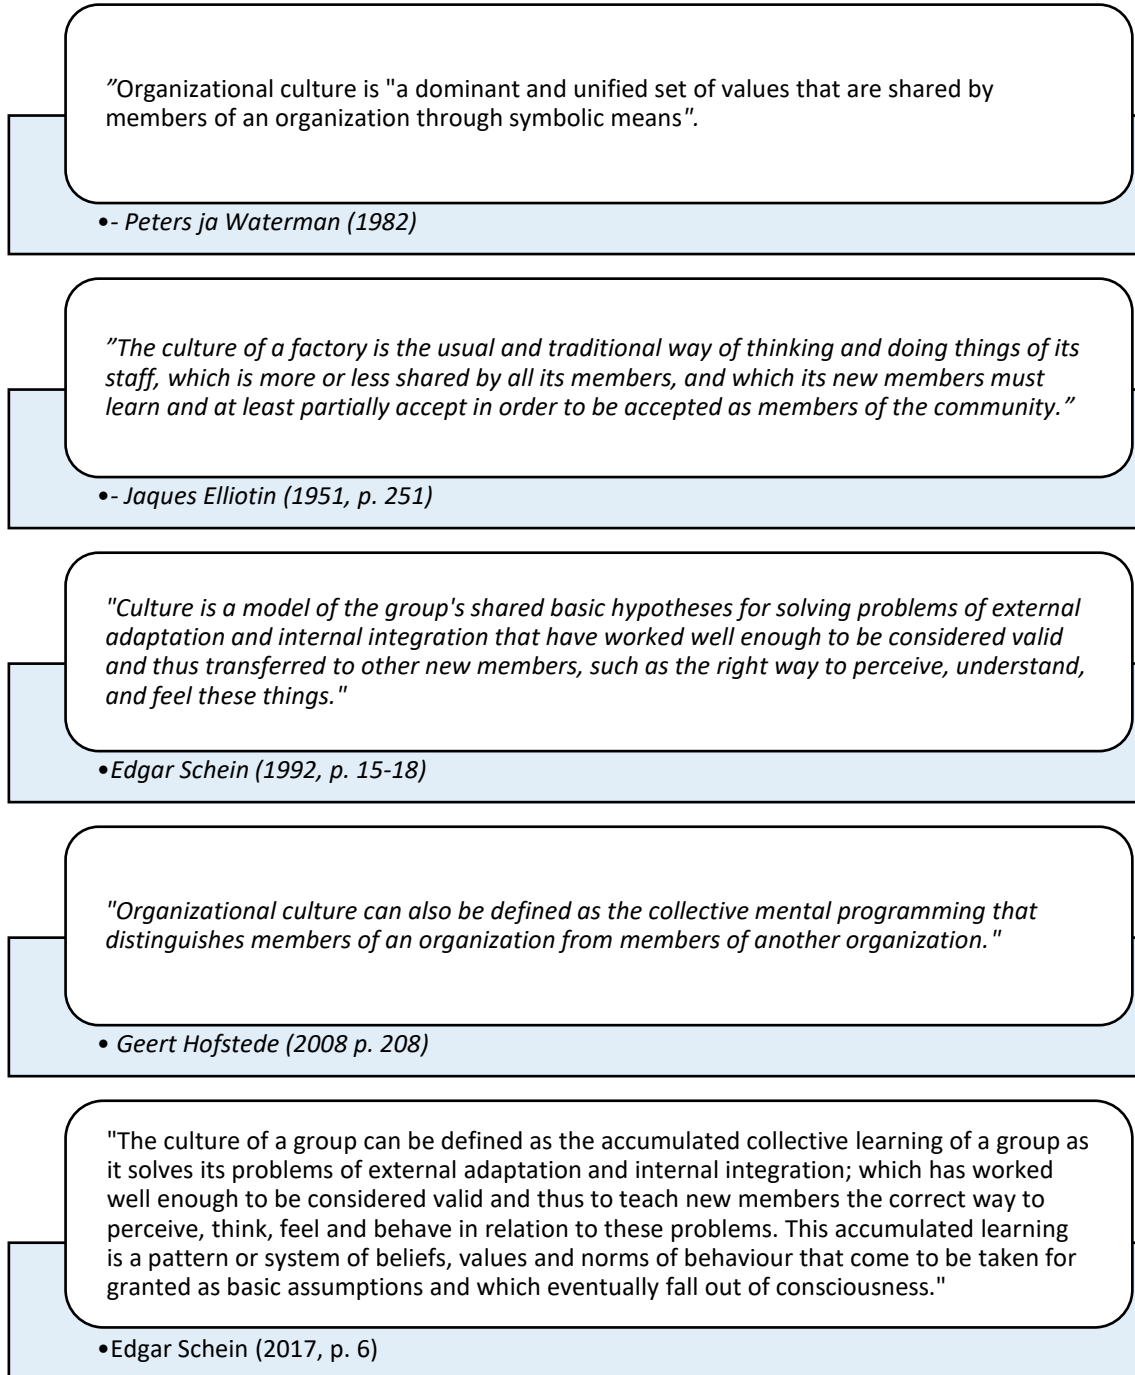 ”Organizational culture is "a dominant and unified set of values that are shared by
members of an organization through symbolic means".
•- Peters ja Waterman (1982)
”The culture of a factory is the usual and traditional way of thinking and doing things of its
staff, which is more or less shared by all its members, and which its new members must
learn and at least partially accept in order to be accepted as members of the community.”
•- Jaques Elliotin (1951, p. 251)
"Culture is a model of the group's shared basic hypotheses for solving problems of external
adaptation and internal integration that have worked well enough to be considered valid
and thus transferred to other new members, such as the right way to perceive, understand,
and feel these things."
•Edgar Schein (1992, p. 15-18)
"Organizational culture can also be defined as the collective mental programming that
distinguishes members of an organization from members of another organization."
• Geert Hofstede (2008 p. 208)
"The culture of a group can be defined as the accumulated collective learning of a group as
it solves its problems of external adaptation and internal integration; which has worked
well enough to be considered valid and thus to teach new members the correct way to
perceive, think, feel and behave in relation to these problems. This accumulated learning
is a pattern or system of beliefs, values and norms of behaviour that come to be taken for
granted as basic assumptions and which eventually fall out of consciousness."
•Edgar Schein (2017, p. 6)